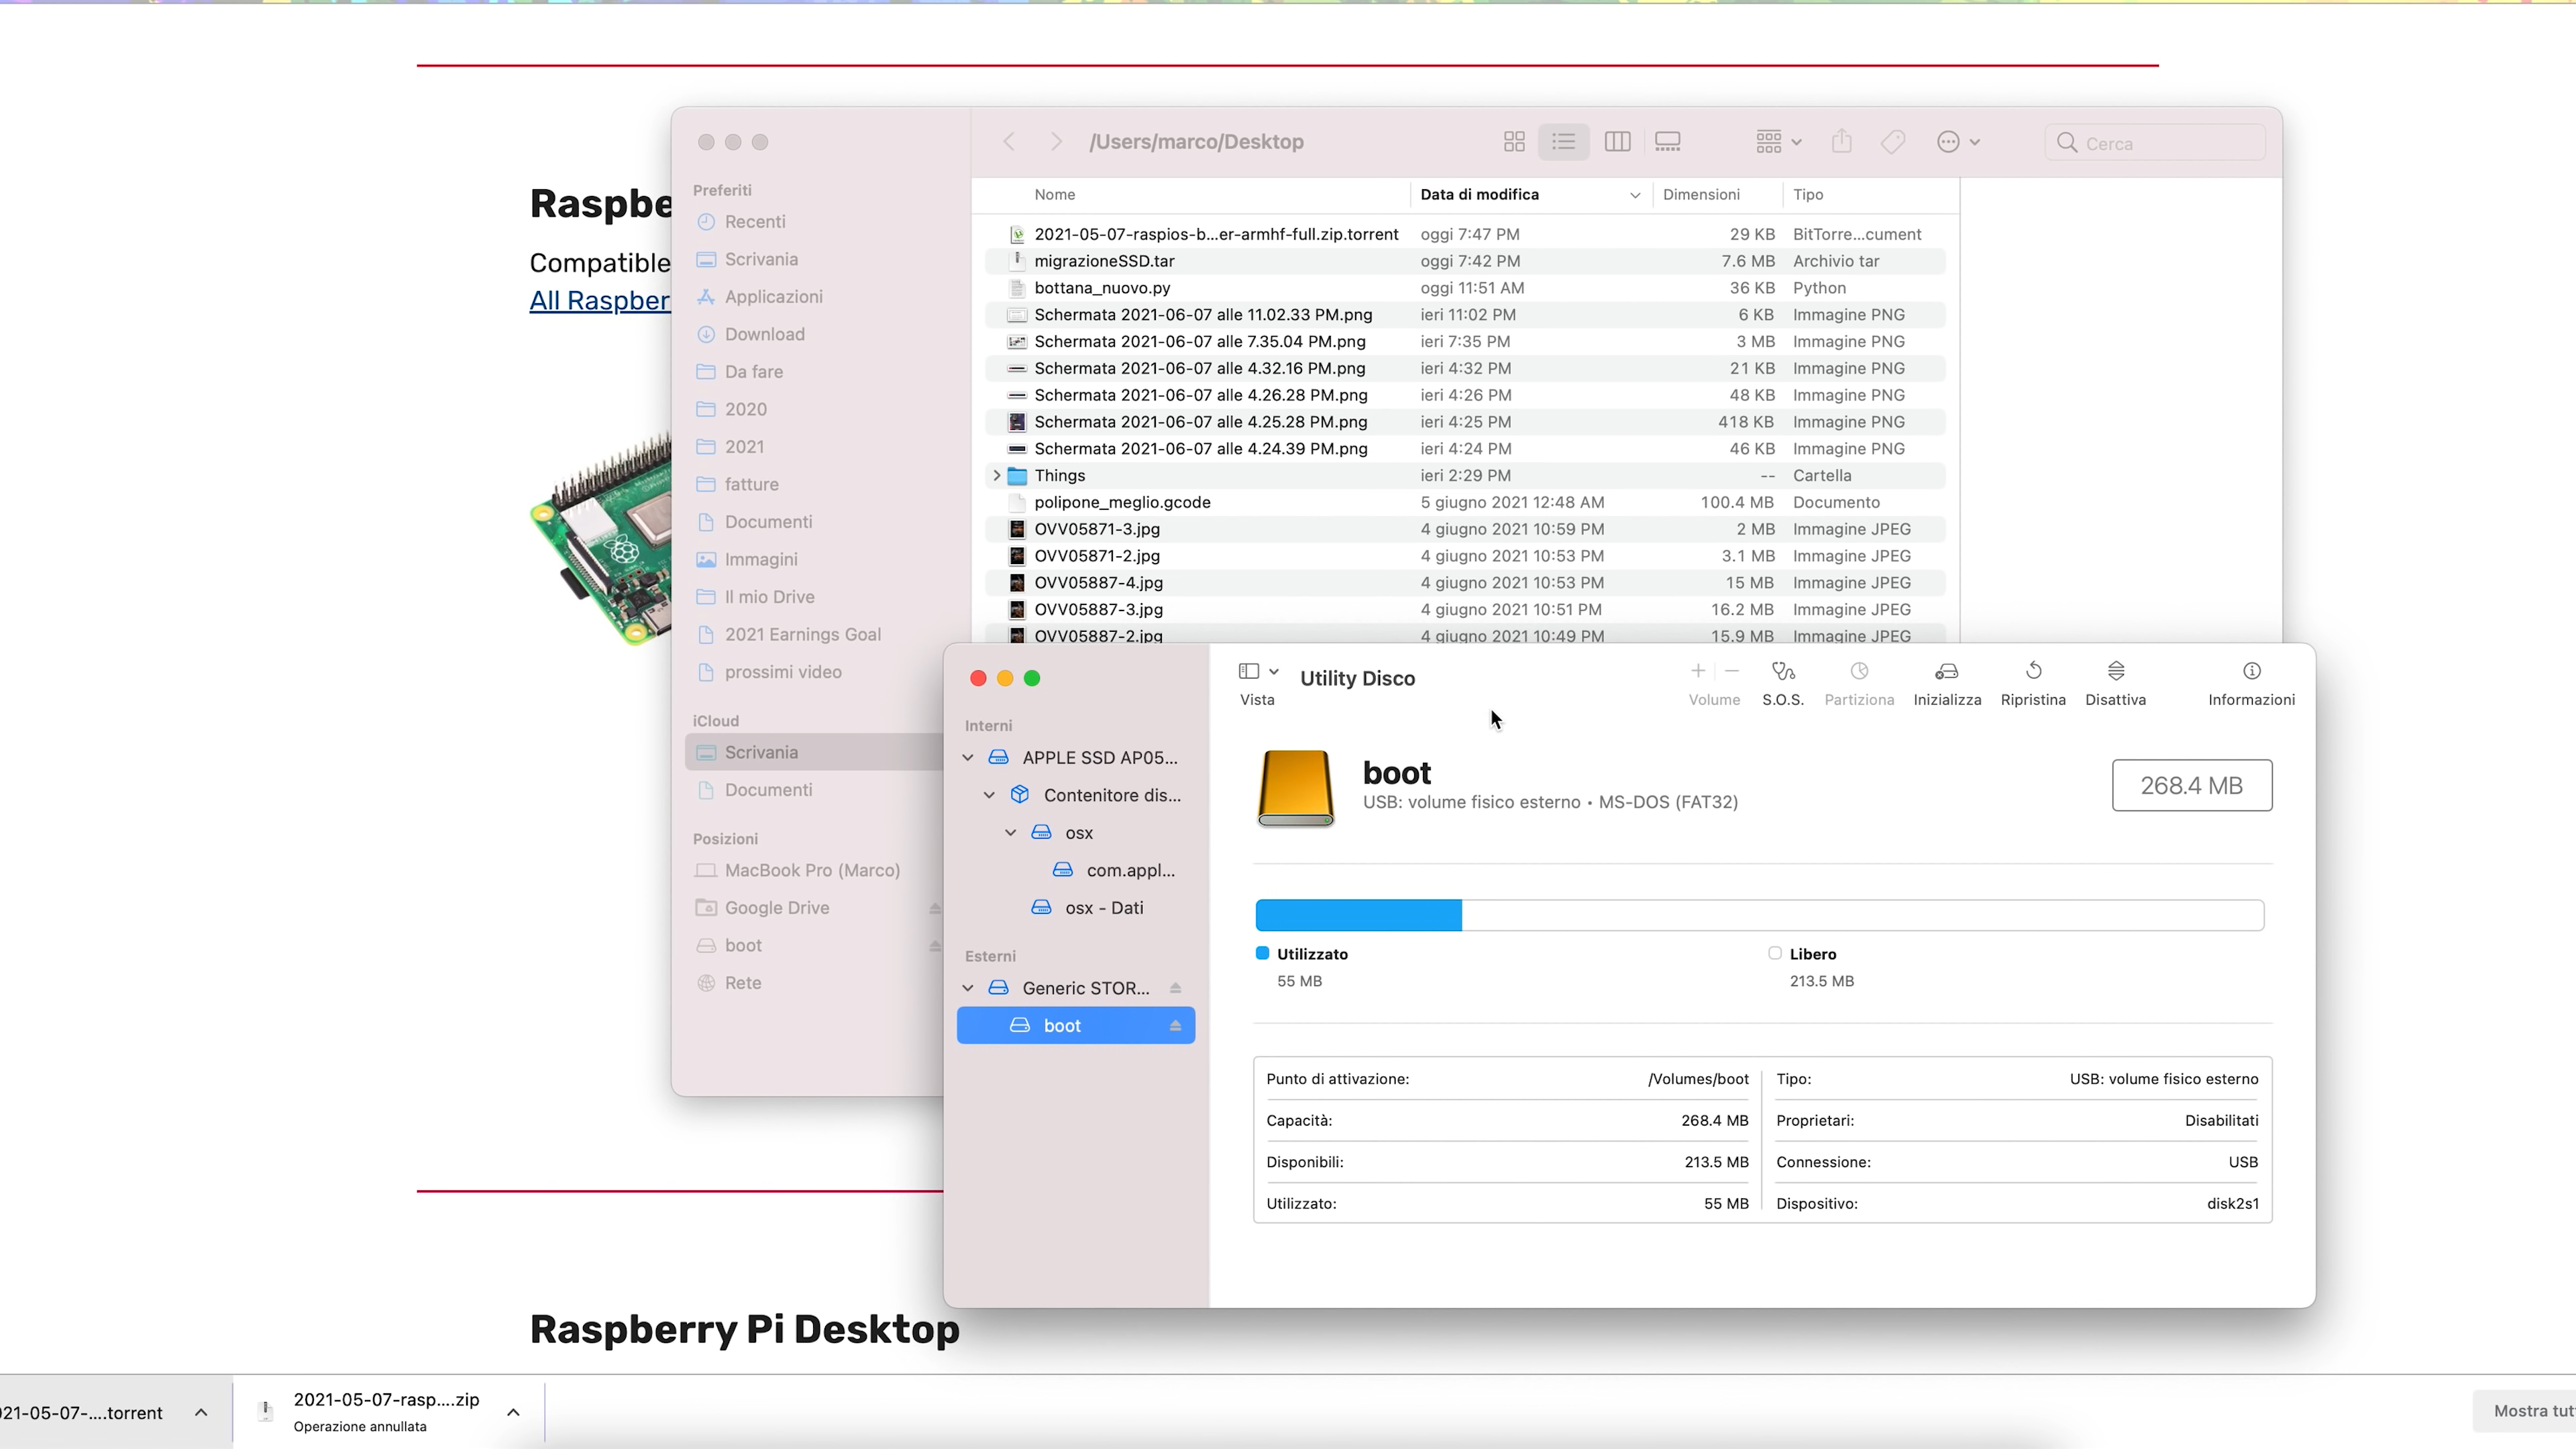 Raspbe
Compatible
All Raspber
/Users/marco/Desktop
Cerca
Preferiti
Recenti
Scrivania
Applicazioni
Download
Da fare
2020
2021
fatture
Documenti
Immagini
Il mio Drive
2021 Earnings Goal
prossimi video
iCloud
Scrivania
Documenti
Posizioni
MacBook Pro (Marco)
Google Drive
boot
Rete
Nome Data di modifica Dimensioni Tipo
2021-05-07-raspios-b...er-armhf-full.zip.torrent oggi 7:47 PM 29 KB BitTorre...cument
migrazioneSSD.tar oggi 7:42 PM 7.6 MB Archivio tar
bottana_nuovo.py oggi 11:51 AM 36 KB Python
Schermata 2021-06-07 alle 11.02.33 PM.png ieri 11:02 PM 6 KB Immagine PNG
Schermata 2021-06-07 alle 7.35.04 PM.png ieri 7:35 PM 3 MB Immagine PNG
Schermata 2021-06-07 alle 4.32.16 PM.png ieri 4:32 PM 21 KB Immagine PNG
Schermata 2021-06-07 alle 4.26.28 PM.png ieri 4:26 PM 48 KB Immagine PNG
Schermata 2021-06-07 alle 4.25.28 PM.png ieri 4:25 PM 418 KB Immagine PNG
Schermata 2021-06-07 alle 4.24.39 PM.png ieri 4:24 PM 46 KB Immagine PNG
Things ieri 2:29 PM -- Cartella
polipone_meglio.gcode 5 giugno 2021 12:48 AM 100.4 MB Documento
OVV05871-3.jpg 4 giugno 2021 10:59 PM 2 MB Immagine JPEG
OVV05871-2.jpg 4 giugno 2021 10:53 PM 3.1 MB Immagine JPEG
OVV05887-4.jpg 4 giugno 2021 10:53 PM 15 MB Immagine JPEG
OVV05887-3.jpg 4 giugno 2021 10:51 PM 16.2 MB Immagine JPEG
OVV05887-2.jpg 4 giugno 2021 10:49 PM 15.9 MB Immagine JPEG
Interni
APPLE SSD AP05...
Contenitore dis...
osx
com.appl...
osx - Dati
Esterni
Generic STOR...
boot
Vista
Utility Disco
Volume S.O.S. Partiziona Inizializza Ripristina Disattiva Informazioni
boot
USB: volume fisico esterno • MS-DOS (FAT32)
268.4 MB
Utilizzato
55 MB
Libero
213.5 MB
Punto di attivazione: /Volumes/boot Tipo: USB: volume fisico esterno
Capacità: 268.4 MB Proprietari: Disabilitati
Disponibili: 213.5 MB Connessione: USB
Utilizzato: 55 MB Dispositivo: disk2s1
Raspberry Pi Desktop
21-05-07-....torrent
2021-05-07-rasp....zip
Operazione annullata
Mostra tut